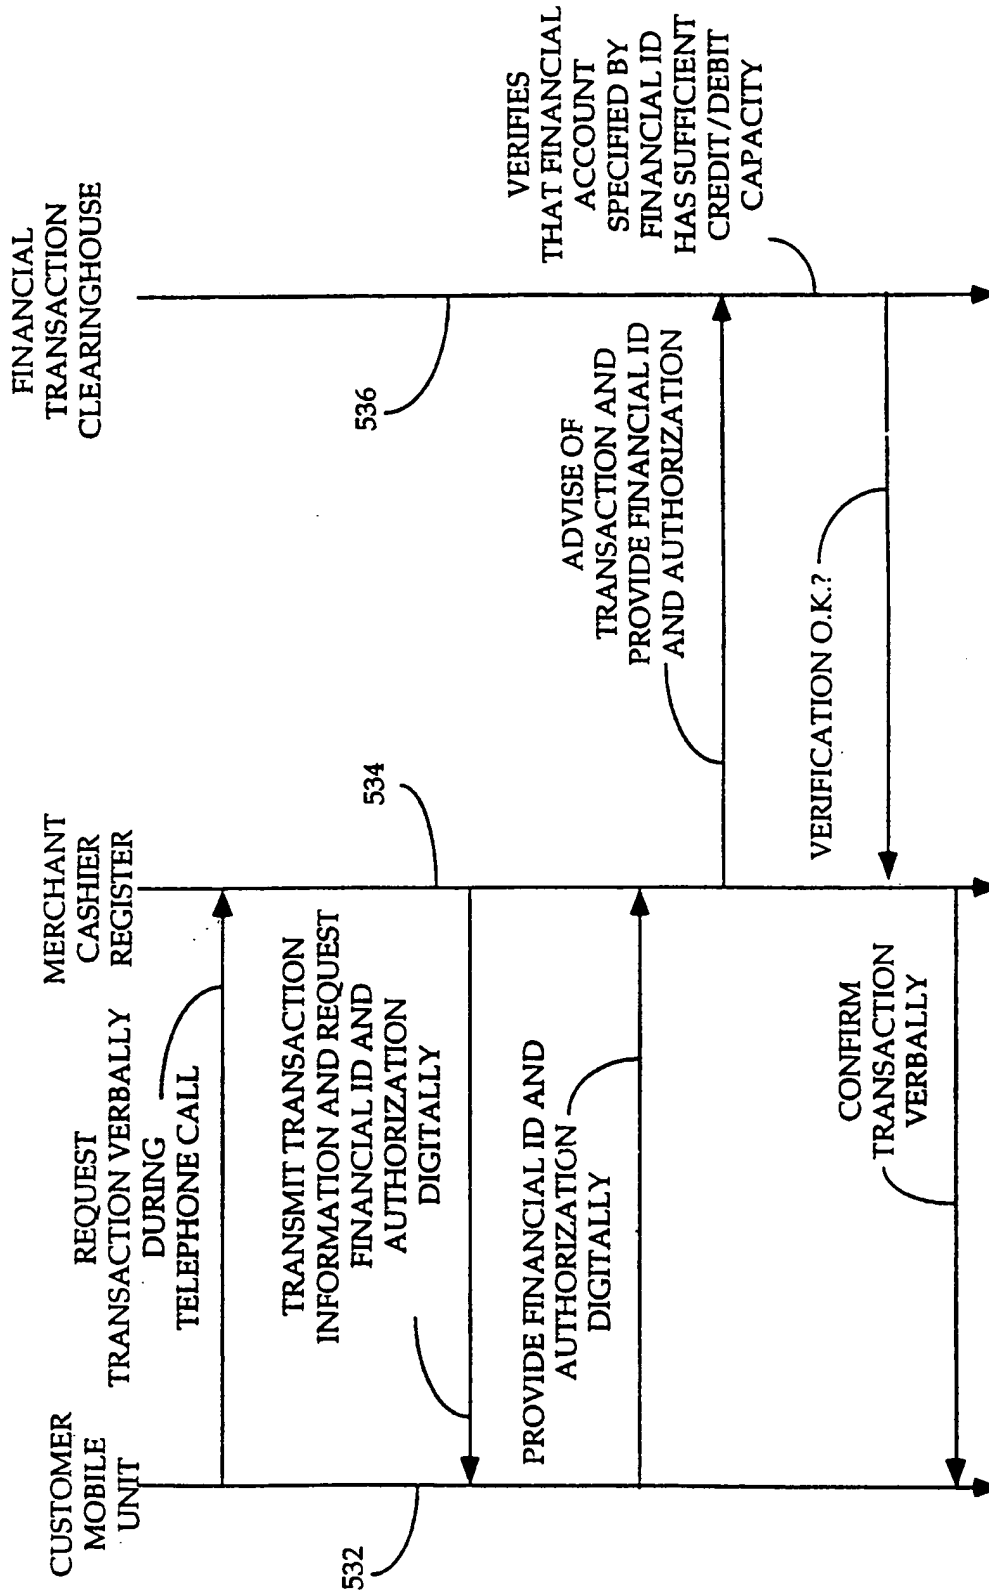 CUSTOMER
MOBILE
UNIT
MERCHANT
CASHIER
REGISTER
FINANCIAL
TRANSACTION
CLEARINGHOUSE
REQUEST
TRANSACTION VERBALLY
DURING
TELEPHONE CALL
532
534
536
TRANSMIT TRANSACTION
INFORMATION AND REQUEST
FINANCIAL ID AND
AUTHORIZATION
DIGITALLY
PROVIDE FINANCIAL ID AND
AUTHORIZATION
DIGITALLY
ADVISE OF
TRANSACTION AND
PROVIDE FINANCIAL ID
AND AUTHORIZATION
VERIFIES
THAT FINANCIAL
ACCOUNT
SPECIFIED BY
FINANCIAL ID
HAS SUFFICIENT
CREDIT/DEBIT
CAPACITY
VERIFICATION O.K.?
CONFIRM
TRANSACTION
VERBALLY